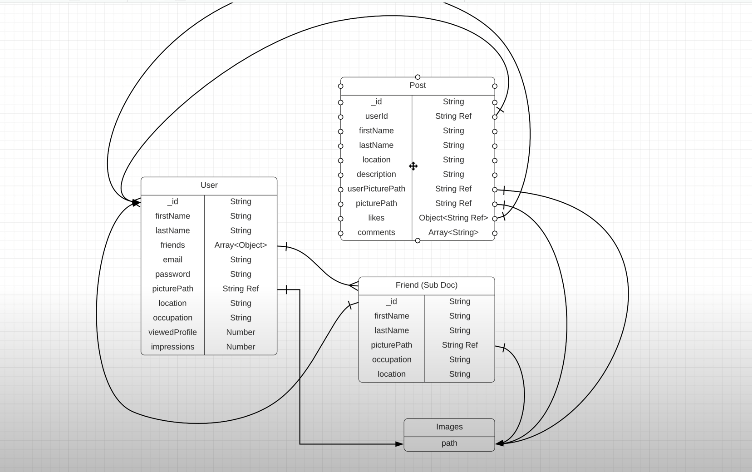 Post
_id String
userId String Ref
firstName String
lastName String
location String
description String
userPicturePath String Ref
picturePath String Ref
likes Object<String Ref>
comments Array<String>
User
_id String
firstName String
lastName String
friends Array<Object>
email String
password String
picturePath String Ref
location String
occupation String
viewedProfile Number
impressions Number
Friend (Sub Doc)
_id String
firstName String
lastName String
picturePath String Ref
occupation String
location String
Images
path